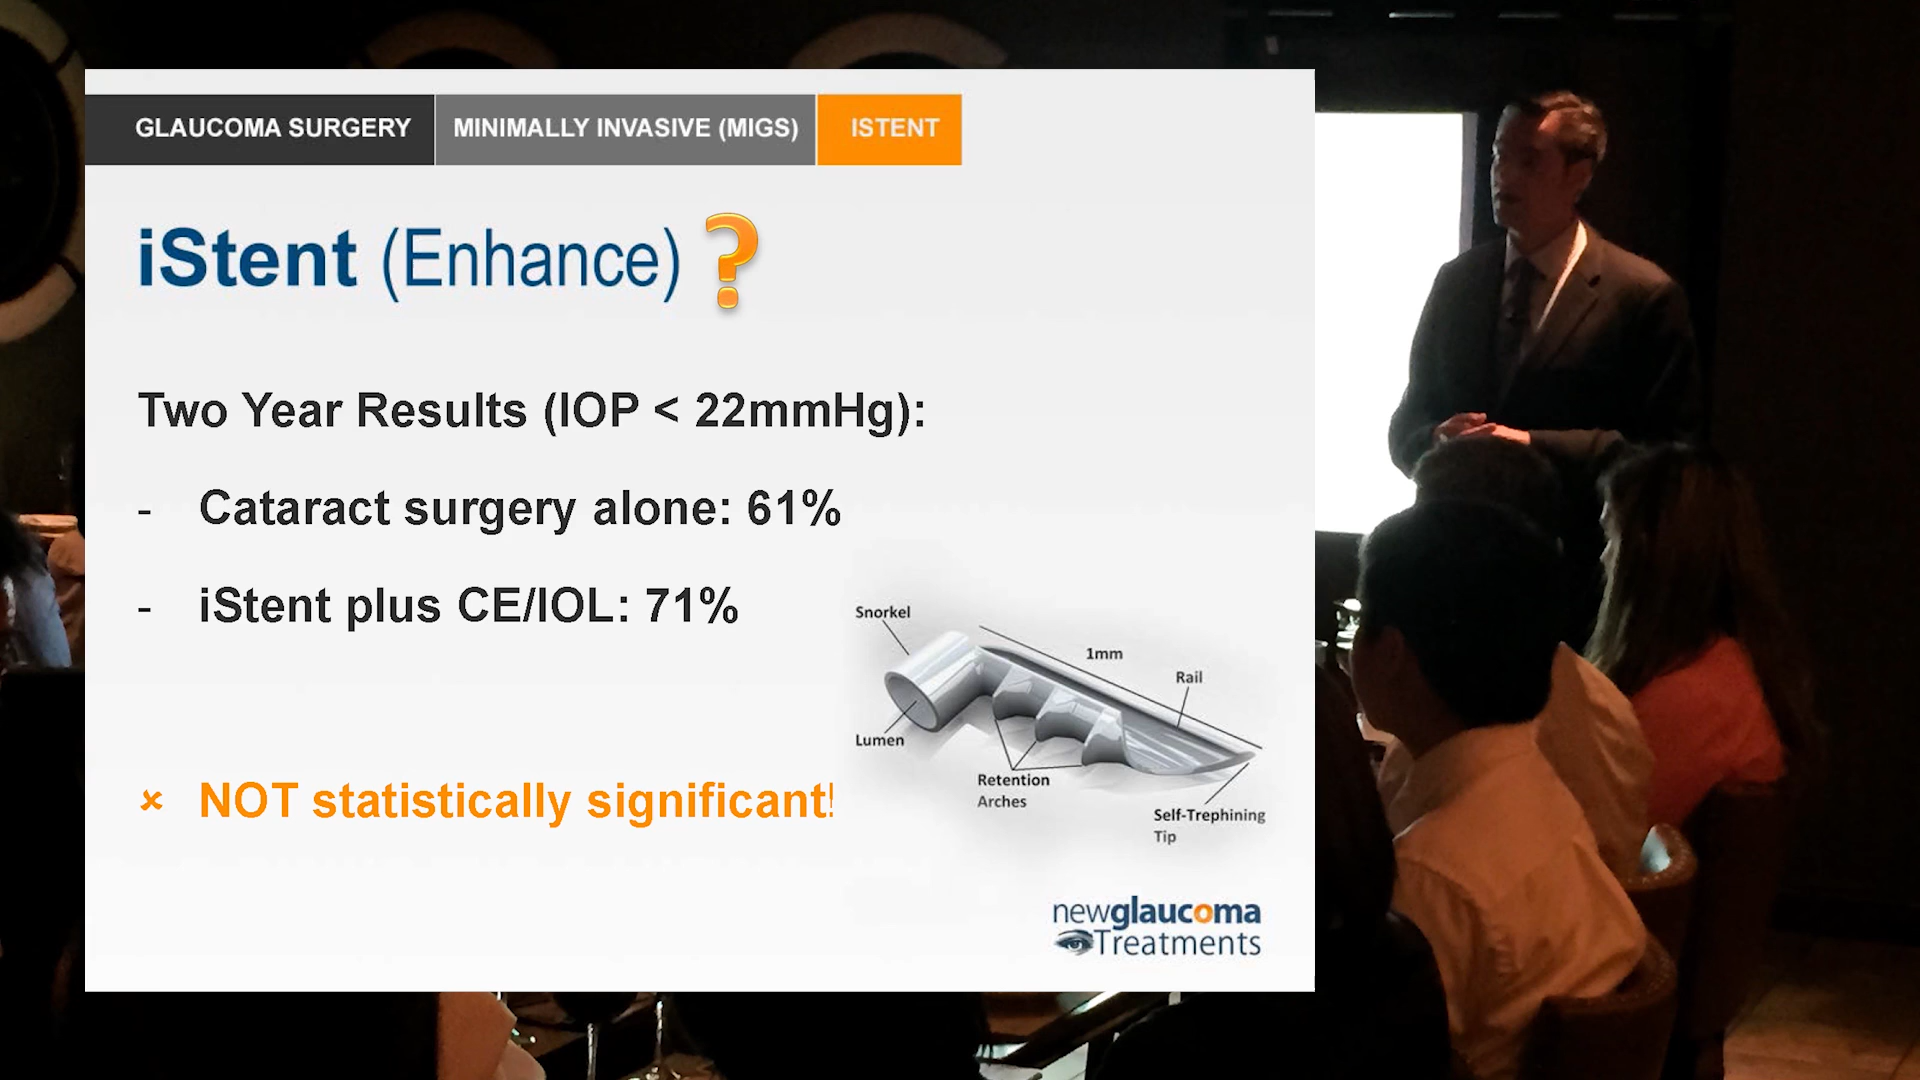 GLAUCOMA SURGERY
MINIMALLY INVASIVE (MIGS)
ISTENT
iStent (Enhance) ?
Two Year Results (IOP < 22mmHg):
- Cataract surgery alone: 61%
- iStent plus CE/IOL: 71%
× NOT statistically significant!
Snorkel
1mm
Rail
Lumen
Retention
Arches
Self-Trephining
Tip
newglaucoma
Treatments